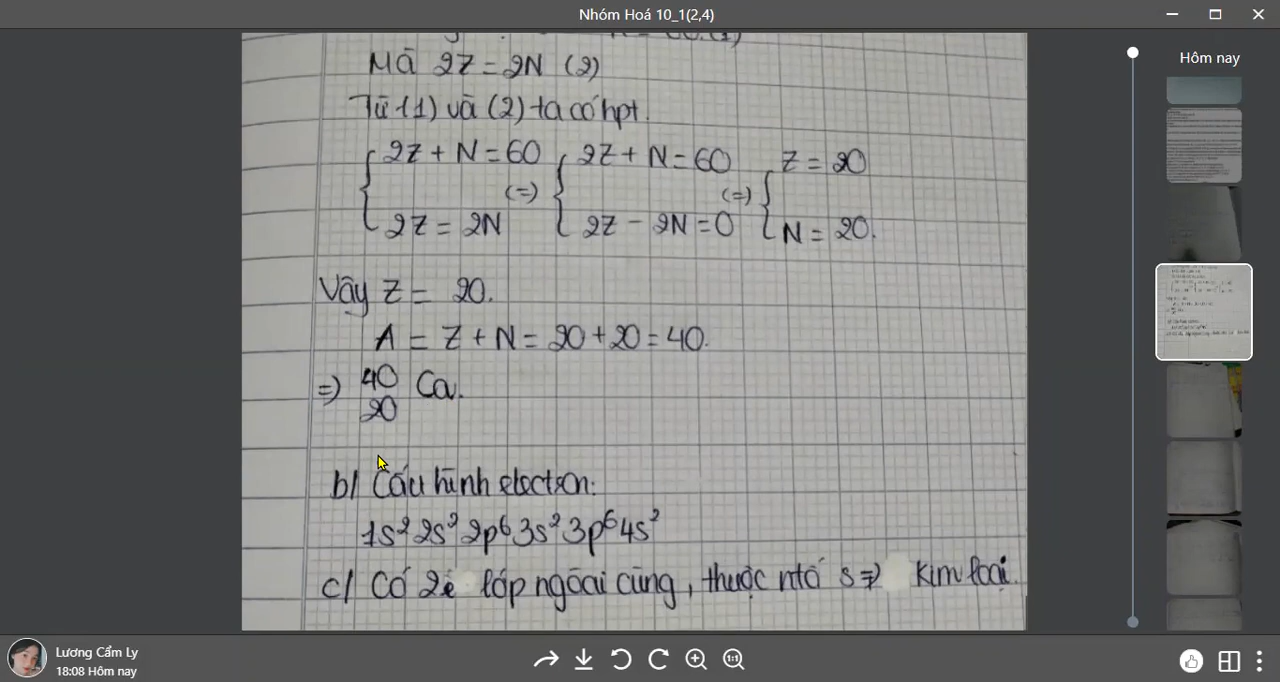 Nhóm Hoá 10_1(2,4)
Mà 2Z = 2N (2)
Từ (1) và (2) ta có hpt.
{ 2Z + N = 60 (=) { 2Z + N = 60 (=) { Z = 20
2Z = 2N 2Z - 2N = 0 N = 20.
Vậy Z = 20.
A = Z + N = 20 + 20 = 40.
=) 40 Ca.
20
b/ Cấu hình electron:
1s² 2s² 2p⁶ 3s² 3p⁶ 4s²
c/ Có 2e lớp ngoài cùng, thuộc ntố s => kim loại.
Hôm nay
Lương Cẩm Ly
18:08 Hôm nay
1:1